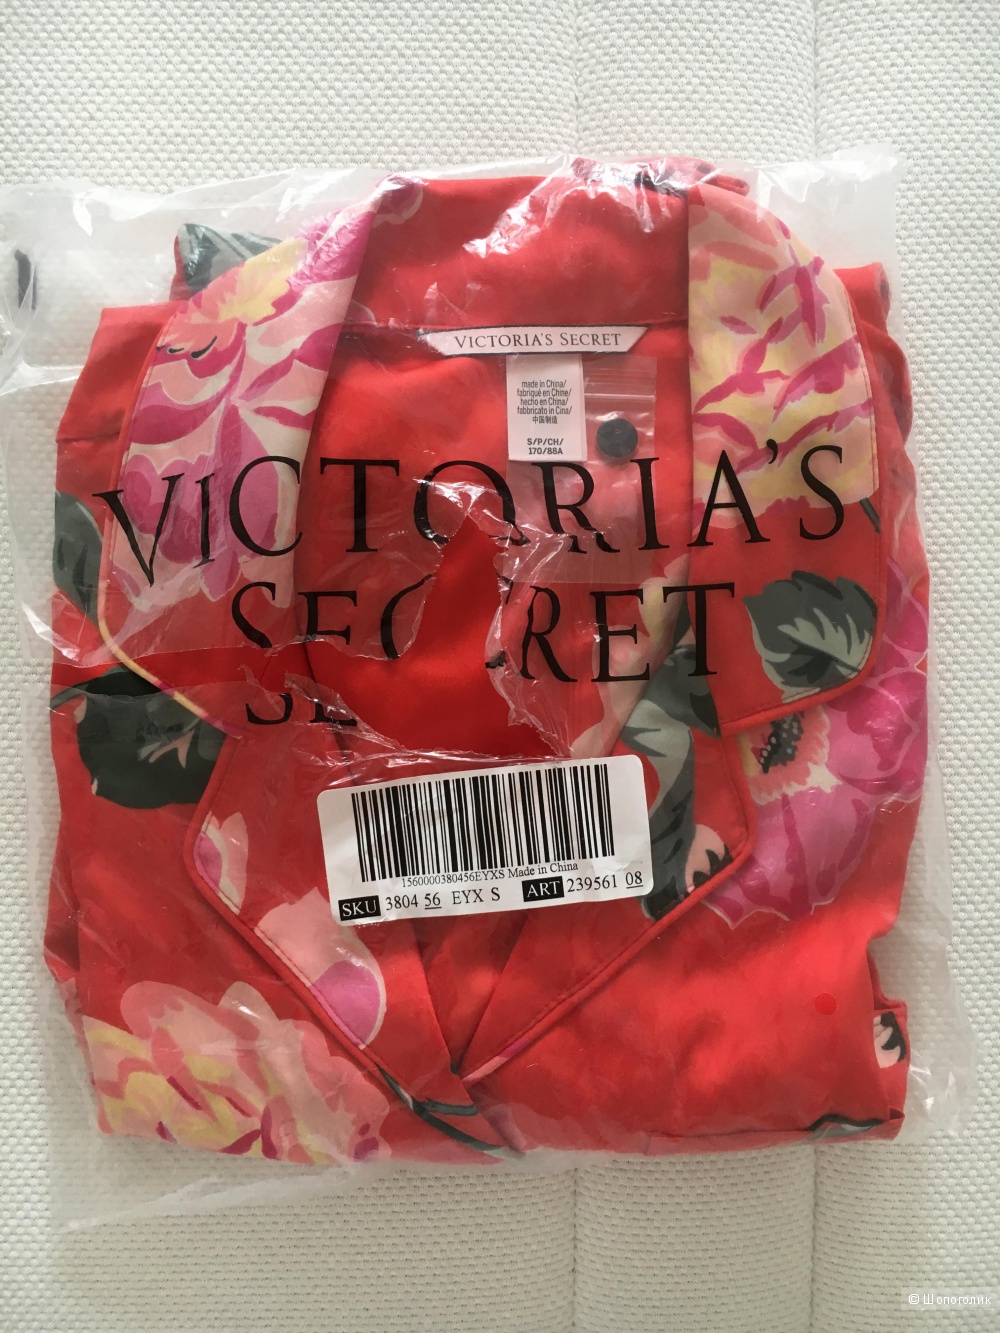 VICTORIA'S SECRET
made in China/
fabriqué en Chine/
hecho en China/
fabbricato in Cina/
中国制造
S/P/CH/
170/88A
VICTORIA'S
SECRET
1560000380456EYXS Made in China
SKU 3804 56 EYX S ART 239561 08
© Шопоголик